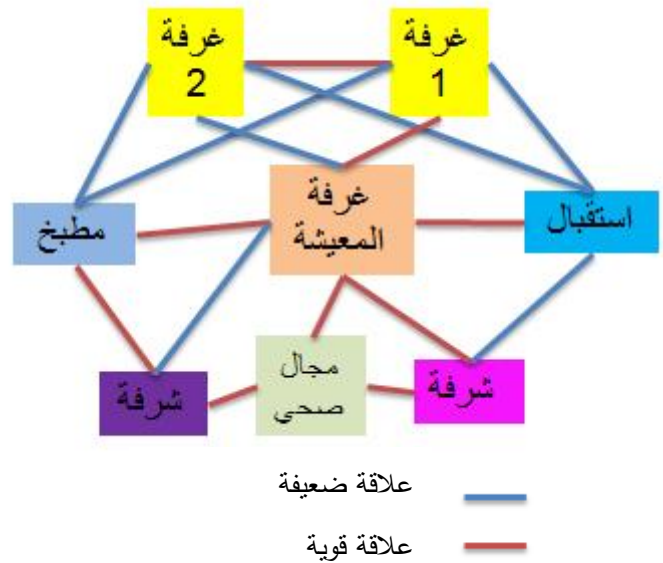 غرفة
1
غرفة
2
استقبال
غرفة
المعيشة
مطبخ
شرفة
مجال
صحي
شرفة
علاقة ضعيفة
علاقة قوية